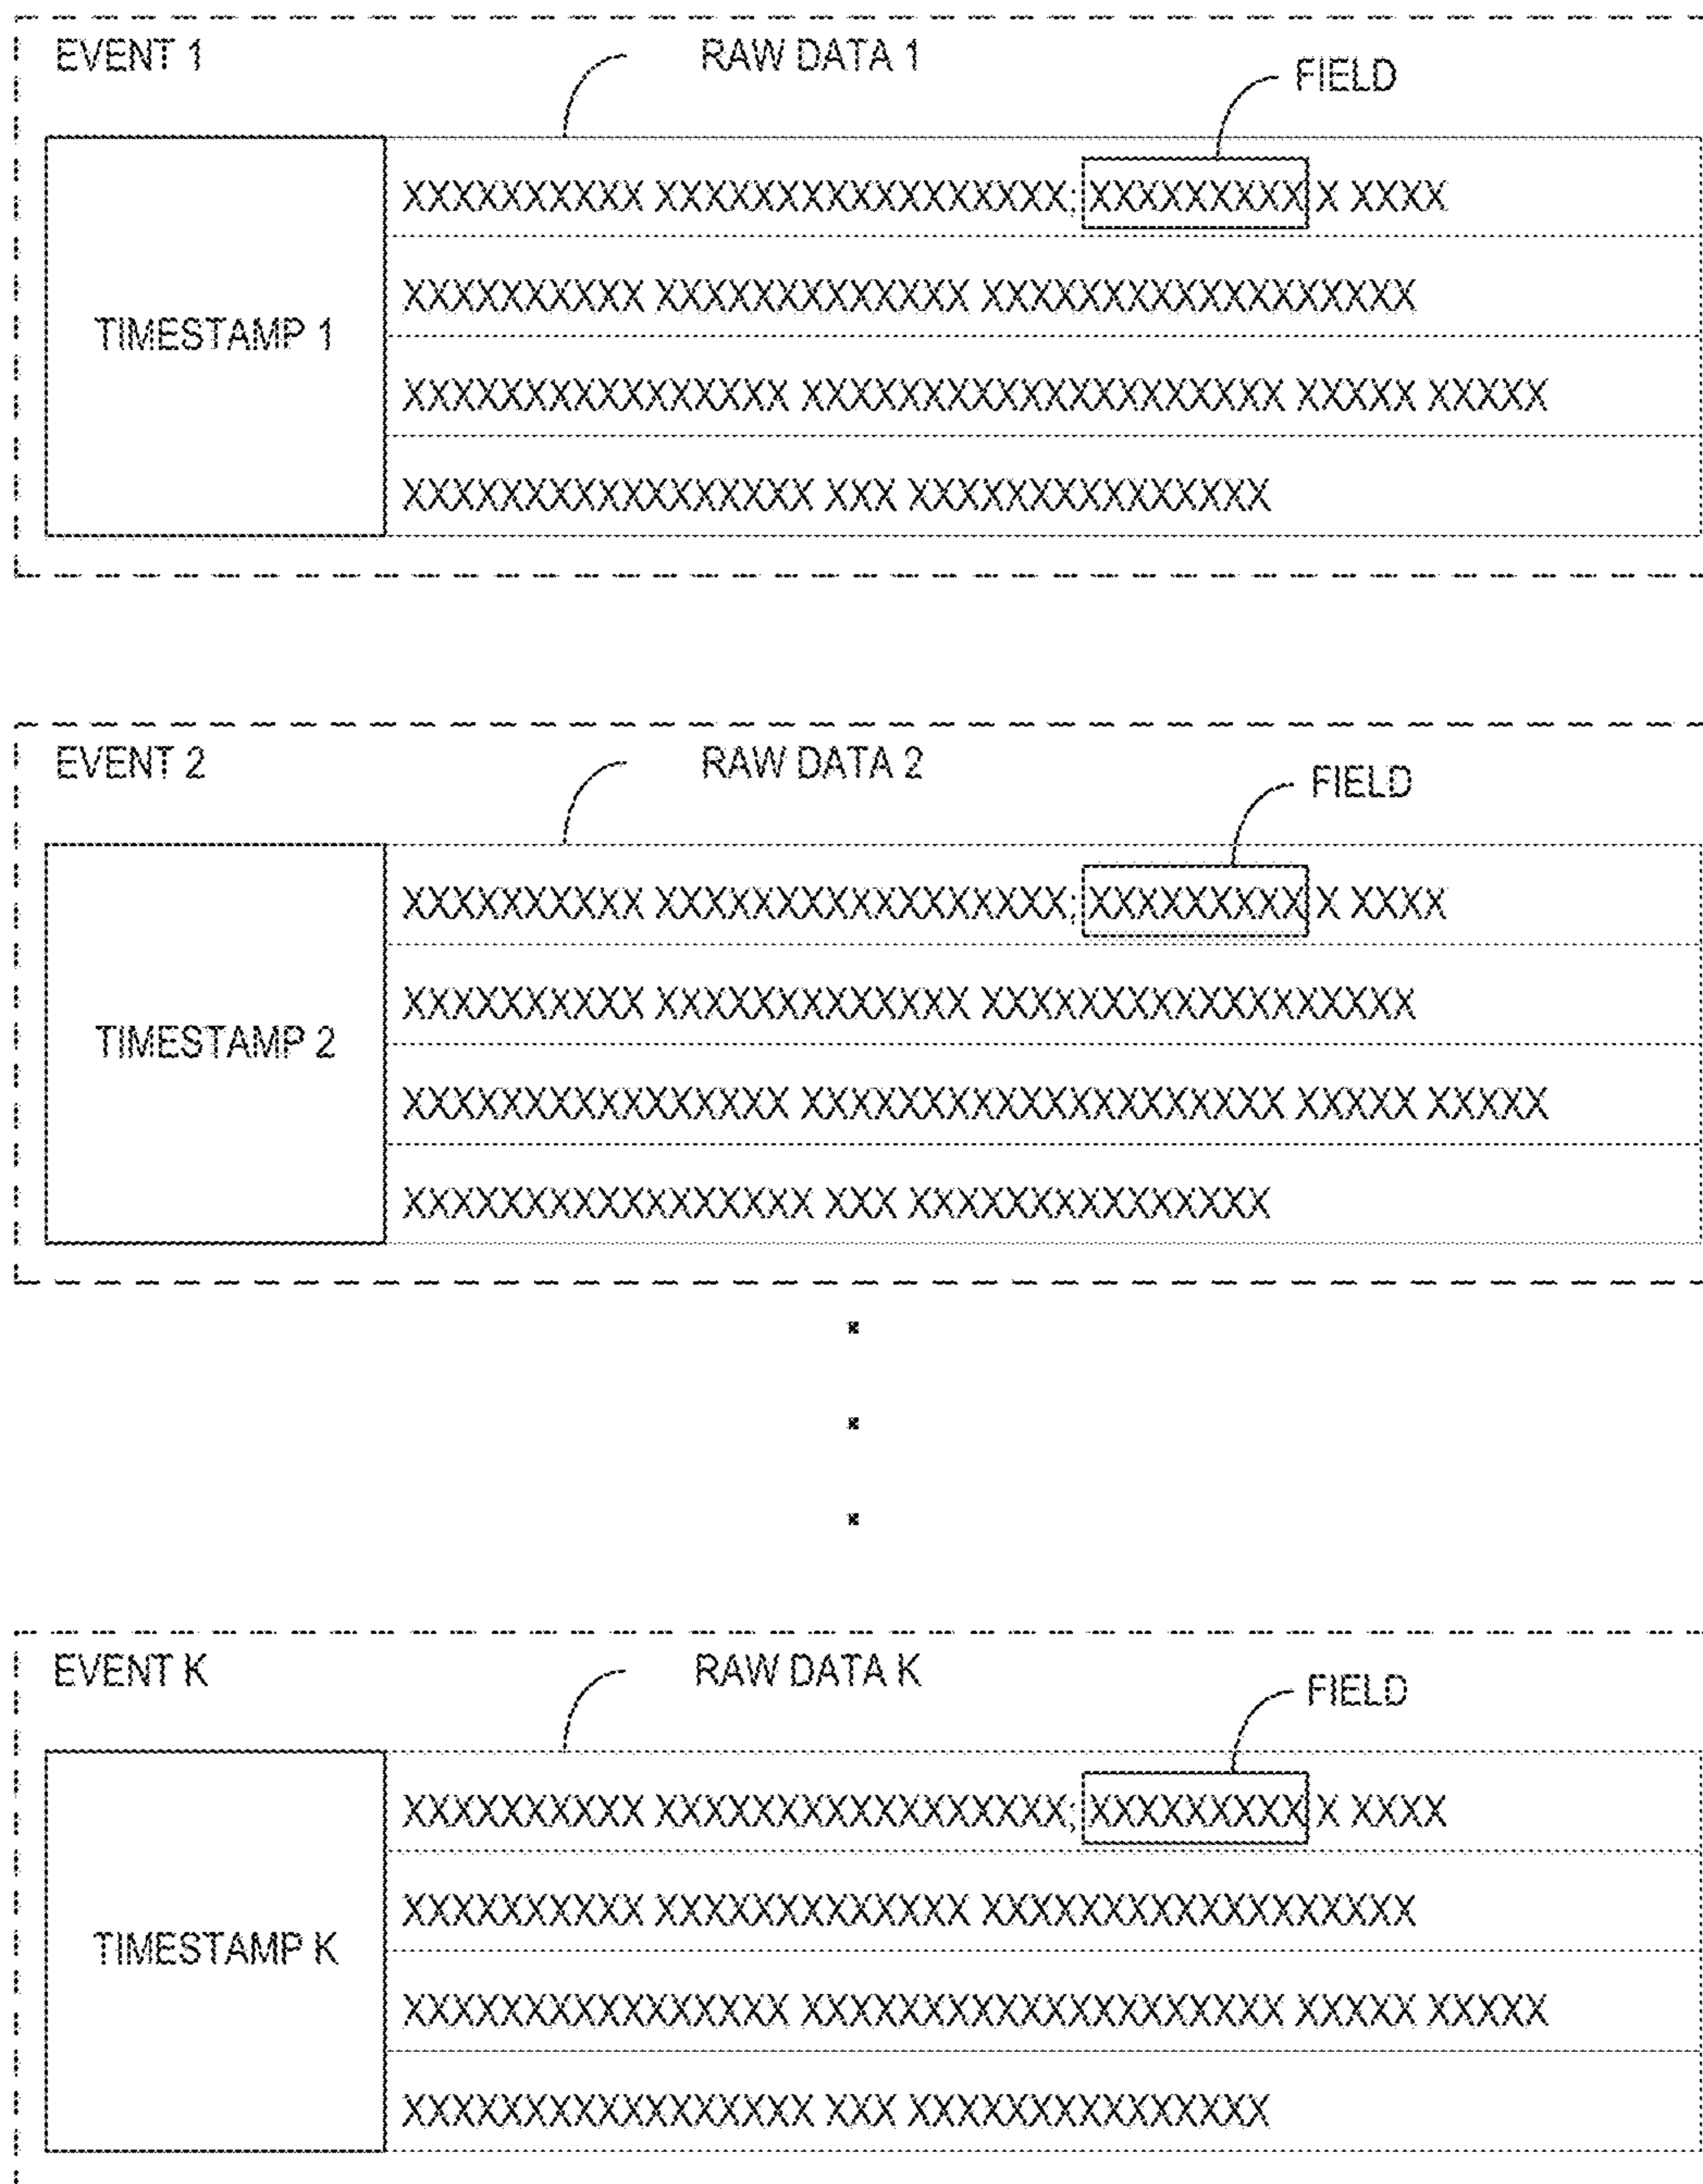 EVENT 1
RAW DATA 1
FIELD
TIMESTAMP 1
XXXXXXXXXX XXXXXXXXXXXXXXXXX; XXXXXXXXX X XXXX
XXXXXXXXXX XXXXXXXXXXXXX XXXXXXXXXXXXXXXXXX
XXXXXXXXXXXXXXXX XXXXXXXXXXXXXXXXXXXX XXXXX XXXXX
XXXXXXXXXXXXXXXXX XXX XXXXXXXXXXXXXXX
EVENT 2
RAW DATA 2
FIELD
TIMESTAMP 2
XXXXXXXXXX XXXXXXXXXXXXXXXXX; XXXXXXXXX X XXXX
XXXXXXXXXX XXXXXXXXXXXXX XXXXXXXXXXXXXXXXXX
XXXXXXXXXXXXXXXX XXXXXXXXXXXXXXXXXXXX XXXXX XXXXX
XXXXXXXXXXXXXXXXX XXX XXXXXXXXXXXXXXX
EVENT K
RAW DATA K
FIELD
TIMESTAMP K
XXXXXXXXXX XXXXXXXXXXXXXXXXX; XXXXXXXXX X XXXX
XXXXXXXXXX XXXXXXXXXXXXX XXXXXXXXXXXXXXXXXX
XXXXXXXXXXXXXXXX XXXXXXXXXXXXXXXXXXXX XXXXX XXXXX
XXXXXXXXXXXXXXXXX XXX XXXXXXXXXXXXXXX